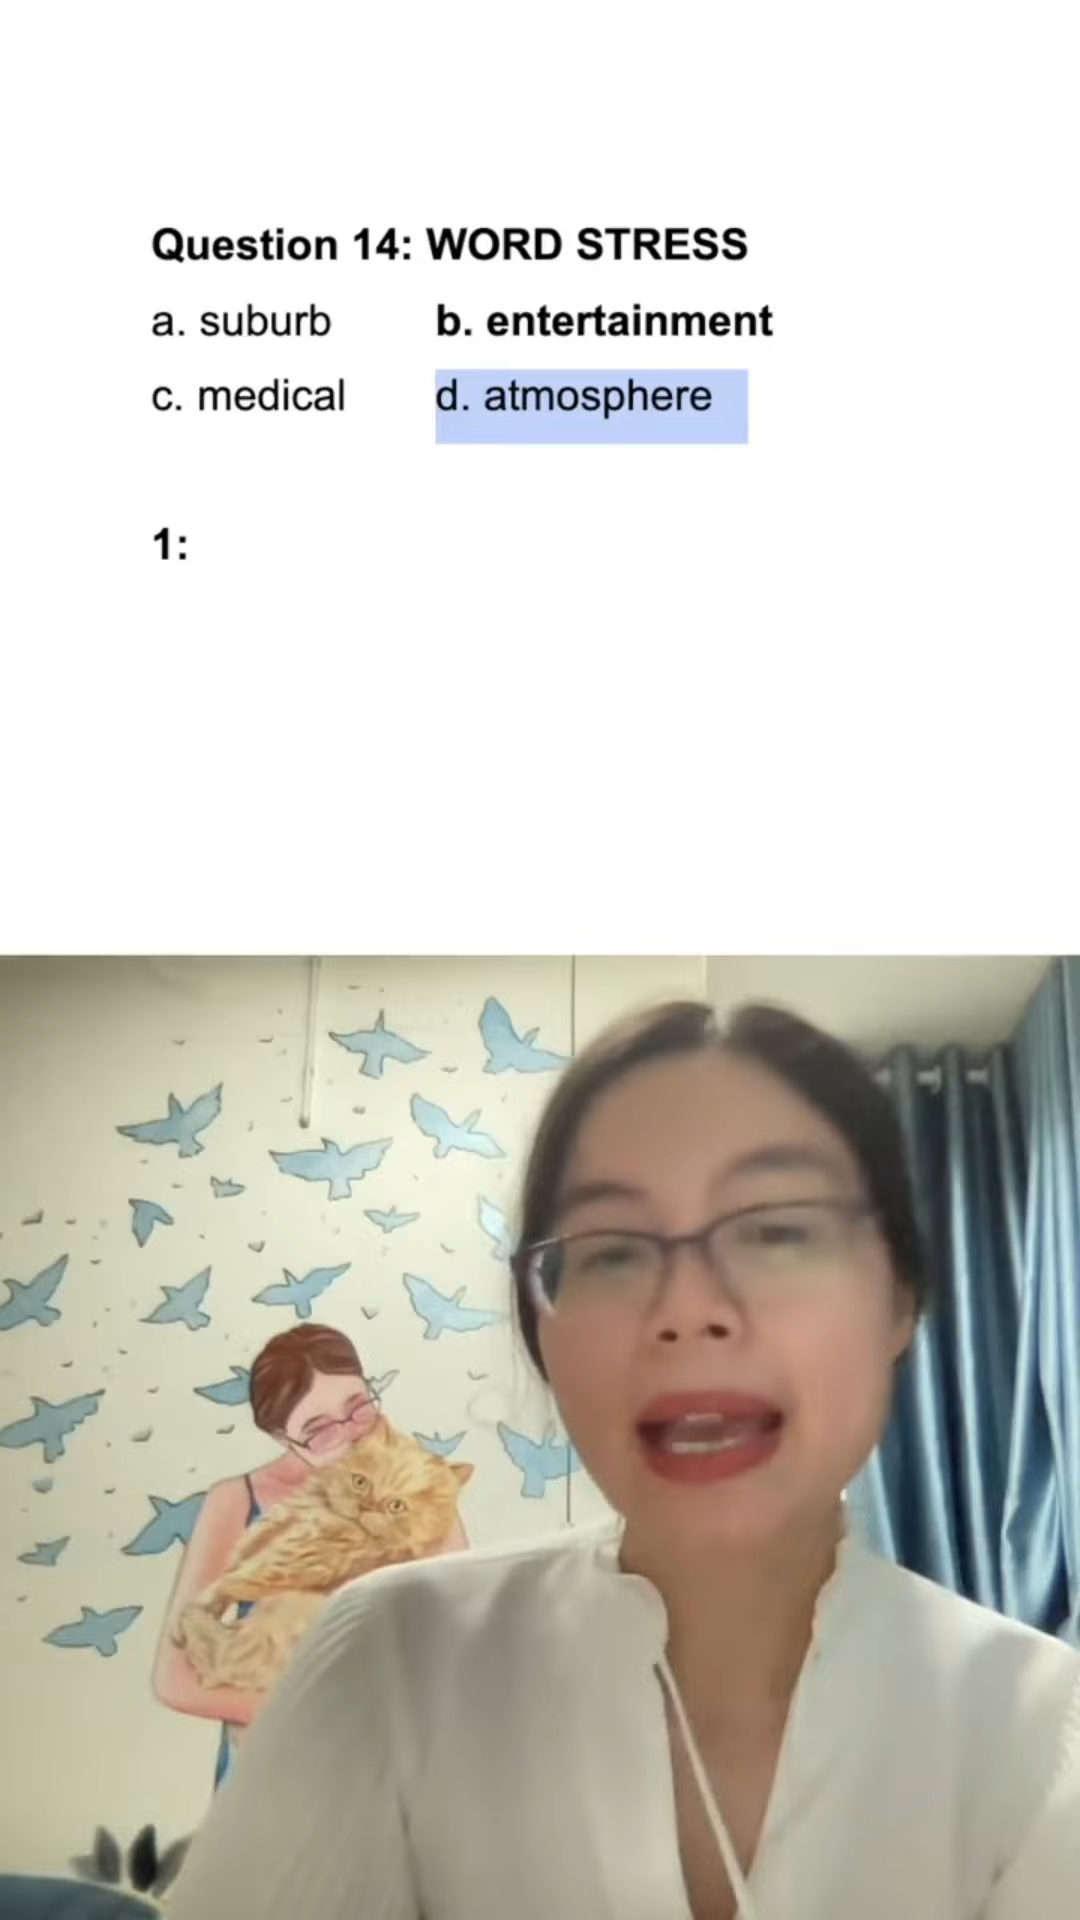 Question 14: WORD STRESS
a. suburb b. entertainment
c. medical d. atmosphere
1: